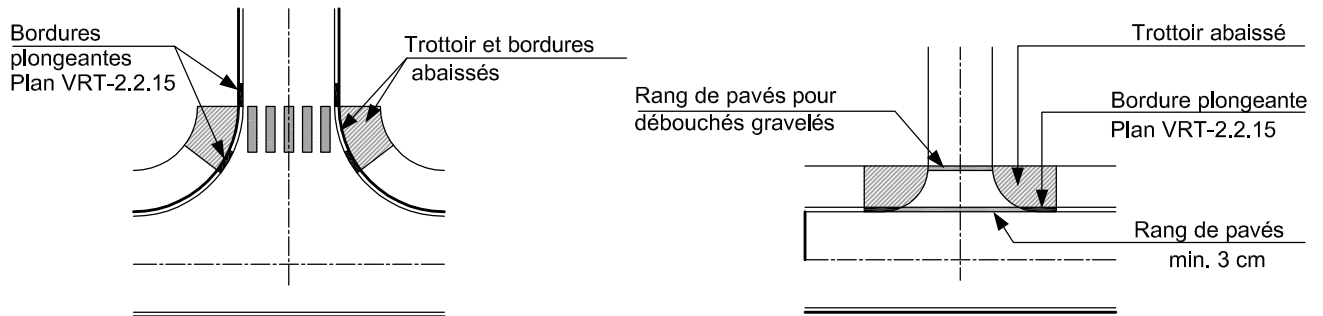 Bordures
plongeantes
Plan VRT-2.2.15
Trottoir et bordures
abaissés
Rang de pavés pour
débouchés gravelés
Trottoir abaissé
Bordure plongeante
Plan VRT-2.2.15
Rang de pavés
min. 3 cm